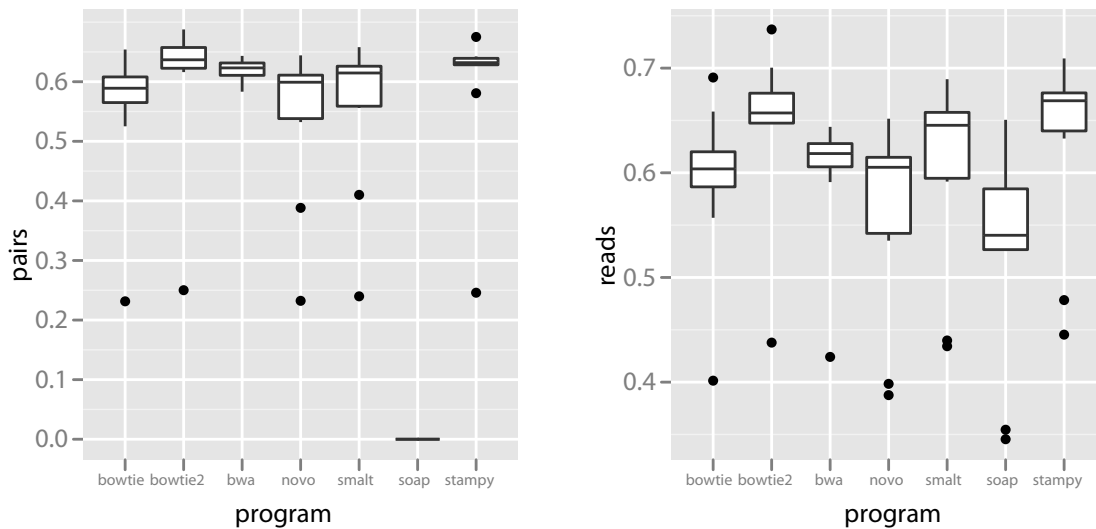 pairs
0.6
0.5
0.4
0.3
0.2
0.1
0.0
bowtie bowtie2 bwa novo smalt soap stampy
program
reads
0.7
0.6
0.5
0.4
bowtie bowtie2 bwa novo smalt soap stampy
program